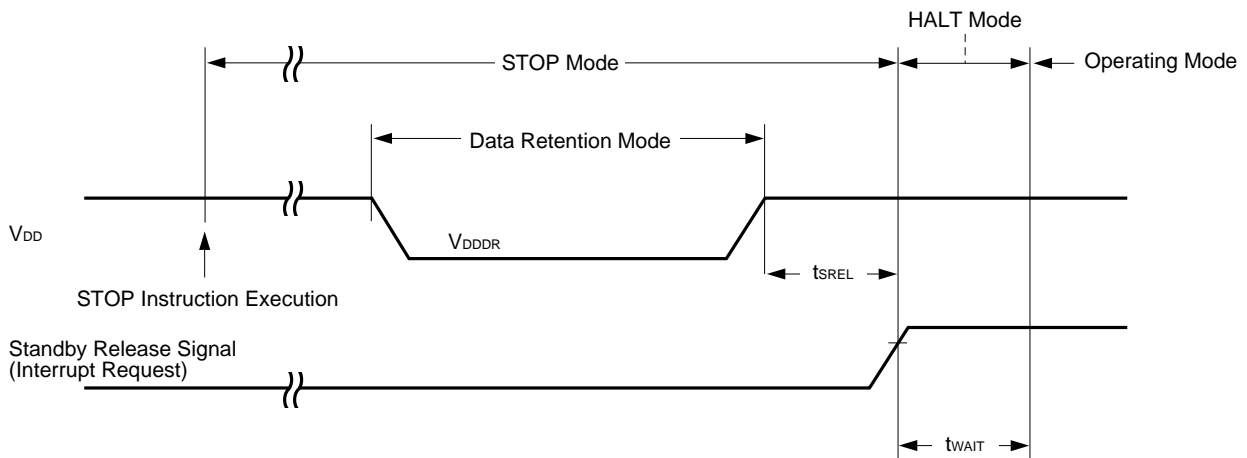 HALT Mode
STOP Mode
Operating Mode
Data Retention Mode
VDD
VDDDR
tSREL
STOP Instruction Execution
Standby Release Signal
(Interrupt Request)
tWAIT